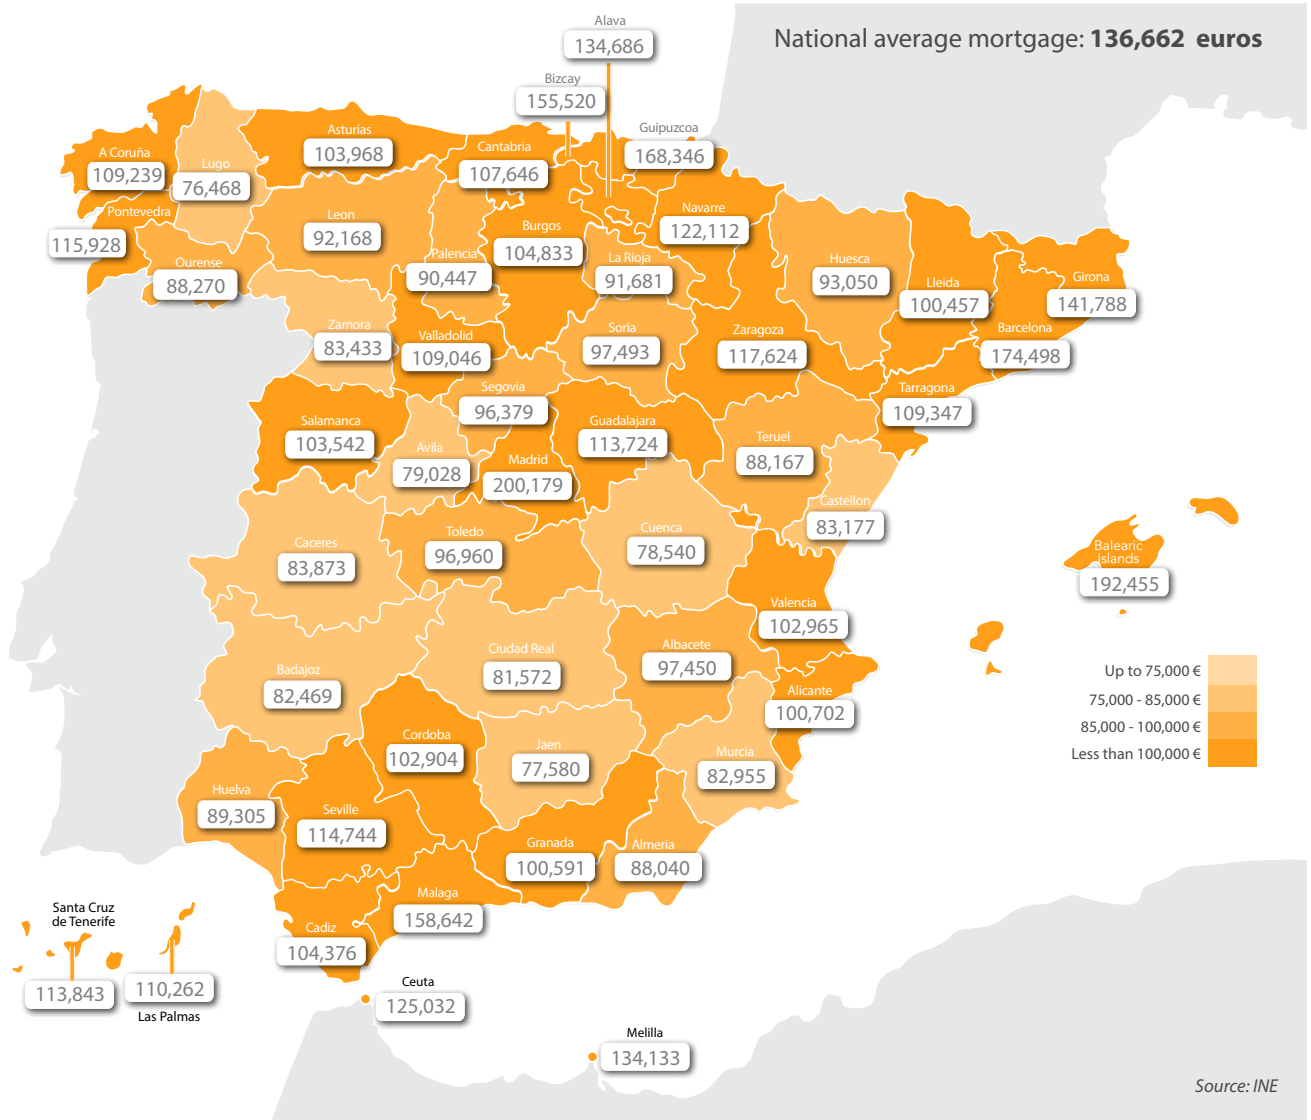 National average mortgage: 136,662 euros
Alava
134,686
Bizcay
155,520
Guipuzcoa
168,346
Asturias
103,968
Cantabria
107,646
A Coruña
109,239
Lugo
76,468
Pontevedra
115,928
Ourense
88,270
Leon
92,168
Palencia
90,447
Burgos
104,833
La Rioja
91,681
Navarre
122,112
Huesca
93,050
Lleida
100,457
Girona
141,788
Barcelona
174,498
Zamora
83,433
Valladolid
109,046
Soria
97,493
Zaragoza
117,624
Tarragona
109,347
Segovia
96,379
Salamanca
103,542
Avila
79,028
Madrid
200,179
Guadalajara
113,724
Teruel
88,167
Castellon
83,177
Caceres
83,873
Toledo
96,960
Cuenca
78,540
Balearic
Islands
192,455
Valencia
102,965
Badajoz
82,469
Ciudad Real
81,572
Albacete
97,450
Alicante
100,702
Cordoba
102,904
Jaen
77,580
Murcia
82,955
Huelva
89,305
Seville
114,744
Granada
100,591
Almeria
88,040
Malaga
158,642
Cadiz
104,376
Santa Cruz
de Tenerife
113,843
110,262
Las Palmas
Ceuta
125,032
Melilla
134,133
Up to 75,000 €
75,000 - 85,000 €
85,000 - 100,000 €
Less than 100,000 €
Source: INE